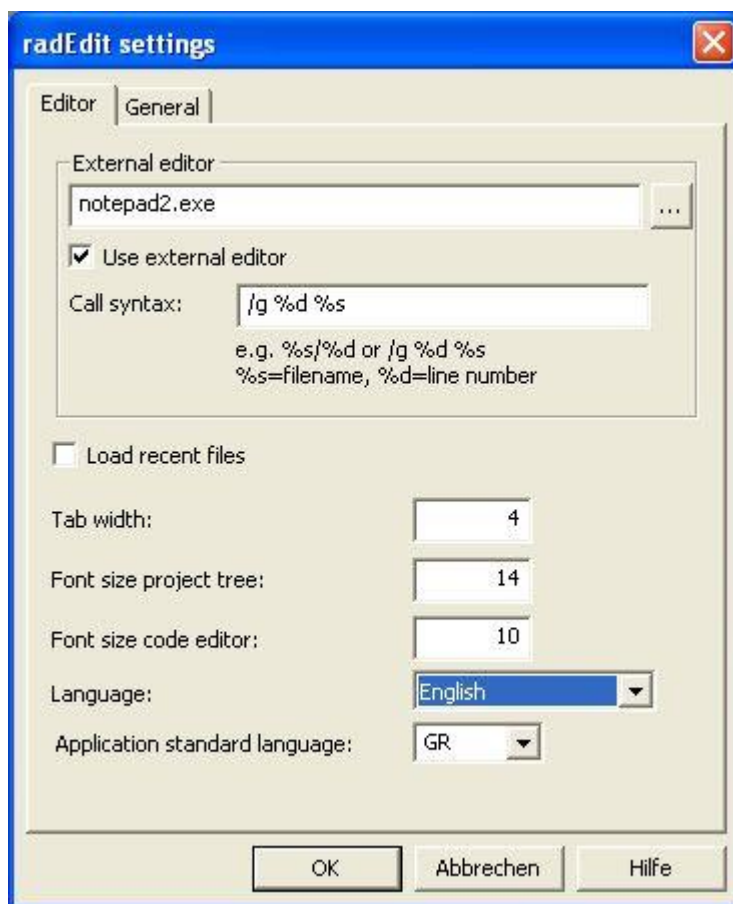 radEdit settings
Editor General
External editor
notepad2.exe ...
Use external editor
Call syntax: /g %d %s
e.g. %s/%d or /g %d %s
%s=filename, %d=line number
Load recent files
Tab width: 4
Font size project tree: 14
Font size code editor: 10
Language: English
Application standard language: GR
OK Abbrechen Hilfe